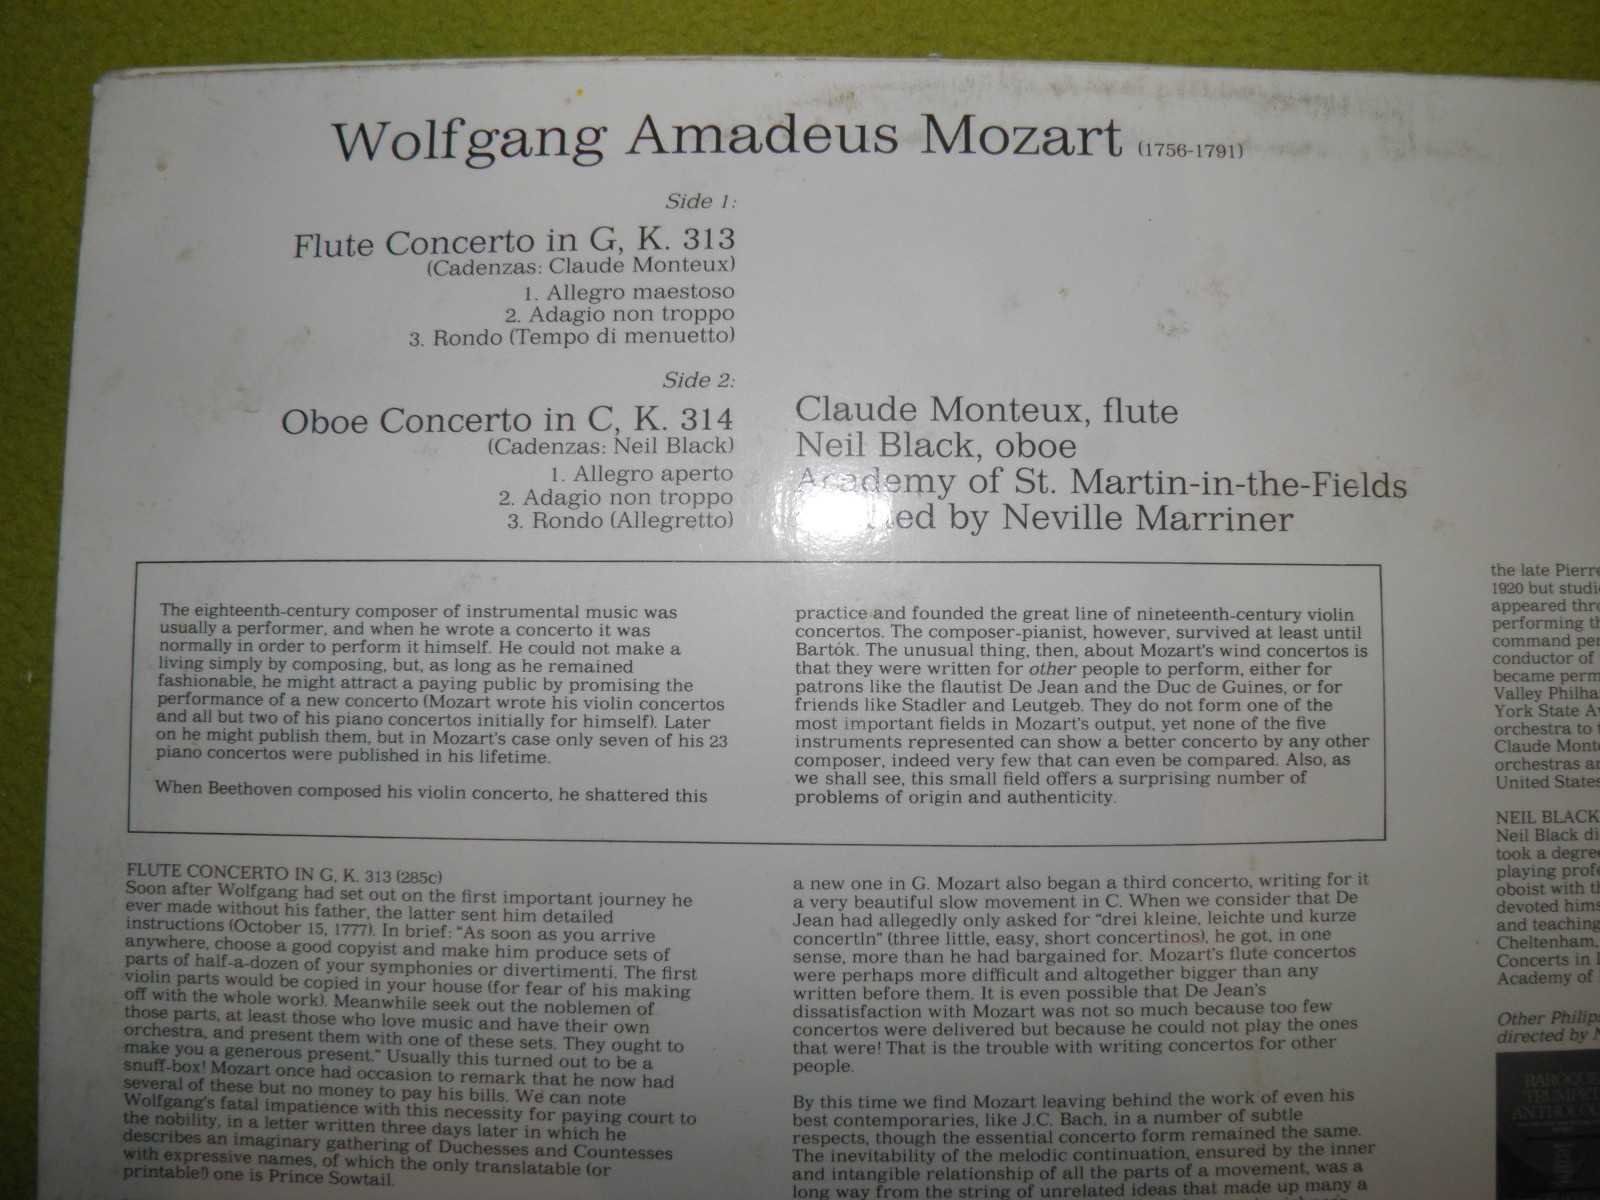 Wolfgang Amadeus Mozart (1756-1791)
Side 1:
Flute Concerto in G, K. 313
(Cadenzas: Claude Monteux)
1. Allegro maestoso
2. Adagio non troppo
3. Rondo (Tempo di menuetto)
Side 2:
Oboe Concerto in C, K. 314
(Cadenzas: Neil Black)
1. Allegro aperto
2. Adagio non troppo
3. Rondo (Allegretto)
Claude Monteux, flute
Neil Black, oboe
Academy of St. Martin-in-the-Fields
by Neville Marriner
The eighteenth-century composer of instrumental music was
usually a performer, and when he wrote a concerto it was
normally in order to perform it himself. He could not make a
living simply by composing, but, as long as he remained
fashionable, he might attract a paying public by promising the
performance of a new concerto (Mozart wrote his violin concertos
and all but two of his piano concertos initially for himself). Later
on he might publish them, but in Mozart's case only seven of his 23
piano concertos were published in his lifetime.
When Beethoven composed his violin concerto, he shattered this
practice and founded the great line of nineteenth-century violin
concertos. The composer-pianist, however, survived at least until
Bartók. The unusual thing, then, about Mozart's wind concertos is
that they were written for other people to perform, either for
patrons like the flautist De Jean and the Duc de Guines, or for
friends like Stadler and Leutgeb. They do not form one of the
most important fields in Mozart's output, yet none of the five
instruments represented can show a better concerto by any other
composer, indeed very few that can even be compared. Also, as
we shall see, this small field offers a surprising number of
problems of origin and authenticity.
FLUTE CONCERTO IN G, K. 313 (285c)
Soon after Wolfgang had set out on the first important journey he
ever made without his father, the latter sent him detailed
instructions (October 15, 1777). In brief: "As soon as you arrive
anywhere, choose a good copyist and make him produce sets of
parts of half-a-dozen of your symphonies or divertimenti. The first
violin parts would be copied in your house (for fear of his making
off with the whole work). Meanwhile seek out the noblemen of
those parts, at least those who love music and have their own
orchestra, and present them with one of these sets. They ought to
make you a generous present." Usually this turned out to be a
snuff-box! Mozart once had occasion to remark that he now had
several of these but no money to pay his bills. We can note
Wolfgang's fatal impatience with this necessity for paying court to
the nobility, in a letter written three days later in which he
describes an imaginary gathering of Duchesses and Countesses
with expressive names, of which the only translatable (or
printable!) one is Prince Sowtail.
a new one in G. Mozart also began a third concerto, writing for it
a very beautiful slow movement in C. When we consider that De
Jean had allegedly only asked for "drei kleine, leichte und kurze
concertln" (three little, easy, short concertinos), he got, in one
sense, more than he had bargained for. Mozart's flute concertos
were perhaps more difficult and altogether bigger than any
written before them. It is even possible that De Jean's
dissatisfaction with Mozart was not so much because too few
concertos were delivered but because he could not play the ones
that were! That is the trouble with writing concertos for other
people.
By this time we find Mozart leaving behind the work of even his
best contemporaries, like J.C. Bach, in a number of subtle
respects, though the essential concerto form remained the same.
The inevitability of the melodic continuation, ensured by the inner
and intangible relationship of all the parts of a movement, was a
long way from the string of unrelated ideas that made up many a
the late Pierre
1920 but
appeared
performing
command
conductor of
became
Valley
York State
orchestra to
Claude
orchestras
United States
NEIL BLACK
Neil Black
took a degree
playing
oboist with
devoted
and teaching
Cheltenham,
Concerts in
Academy of
Other Philips
directed by
BAROQUE
TRUMPET